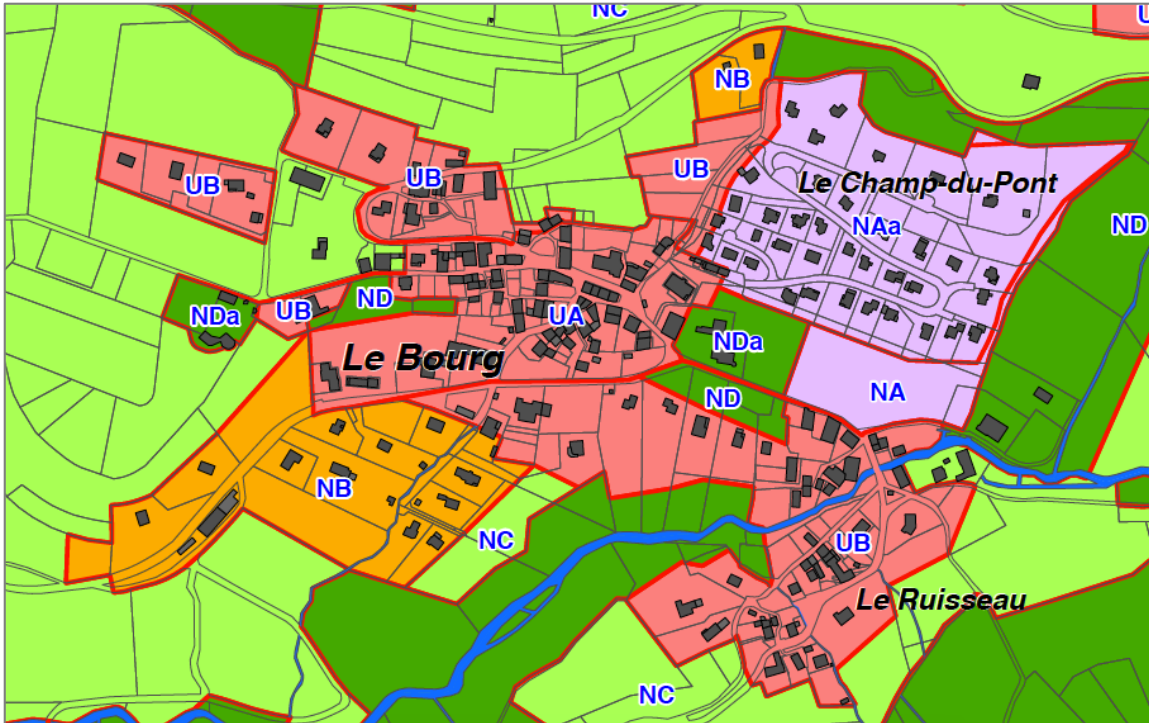 NC
U
NB
UB
UB
UB
Le Champ-du-Pont
NAa
ND
NDa
UB
ND
UA
NDa
Le Bourg
ND
NA
NB
NC
UB
Le Ruisseau
NC